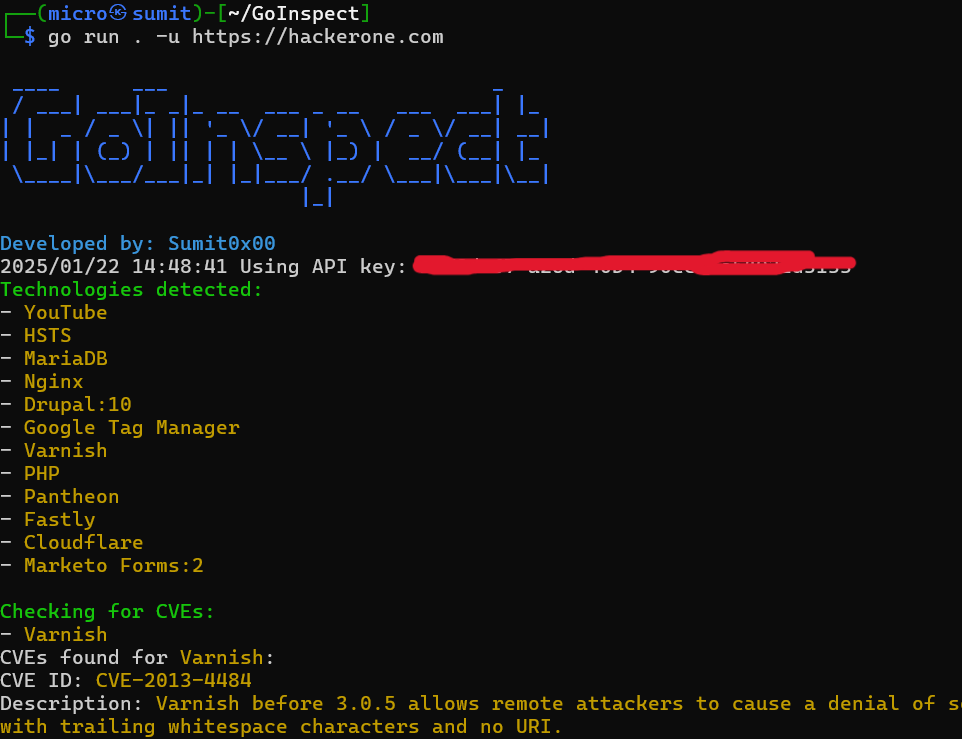 (micro㉿sumit)-[~/GoInspect]
$ go run . -u https://hackerone.com
GoInspect
Developed by: Sumit0x00
2025/01/22 14:48:41 Using API key:
Technologies detected:
- YouTube
- HSTS
- MariaDB
- Nginx
- Drupal:10
- Google Tag Manager
- Varnish
- PHP
- Pantheon
- Fastly
- Cloudflare
- Marketo Forms:2
Checking for CVEs:
- Varnish
CVEs found for Varnish:
CVE ID: CVE-2013-4484
Description: Varnish before 3.0.5 allows remote attackers to cause a denial of
with trailing whitespace characters and no URI.